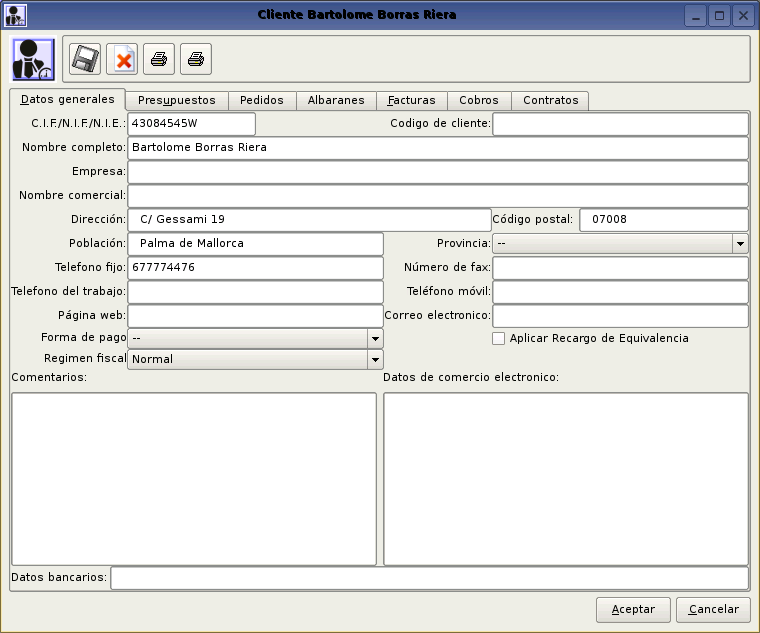 Cliente Bartolome Borras Riera
Datos generales Presupuestos Pedidos Albaranes Facturas Cobros Contratos
C.I.F./N.I.F./N.I.E.: 43084545W Codigo de cliente:
Nombre completo: Bartolome Borras Riera
Empresa:
Nombre comercial:
Dirección: C/ Gessami 19 Código postal: 07008
Población: Palma de Mallorca Provincia: --
Telefono fijo: 677774476 Número de fax:
Telefono del trabajo: Teléfono móvil:
Página web: Correo electronico:
Forma de pago -- Aplicar Recargo de Equivalencia
Regimen fiscal Normal
Comentarios: Datos de comercio electronico:
Datos bancarios:
Aceptar Cancelar